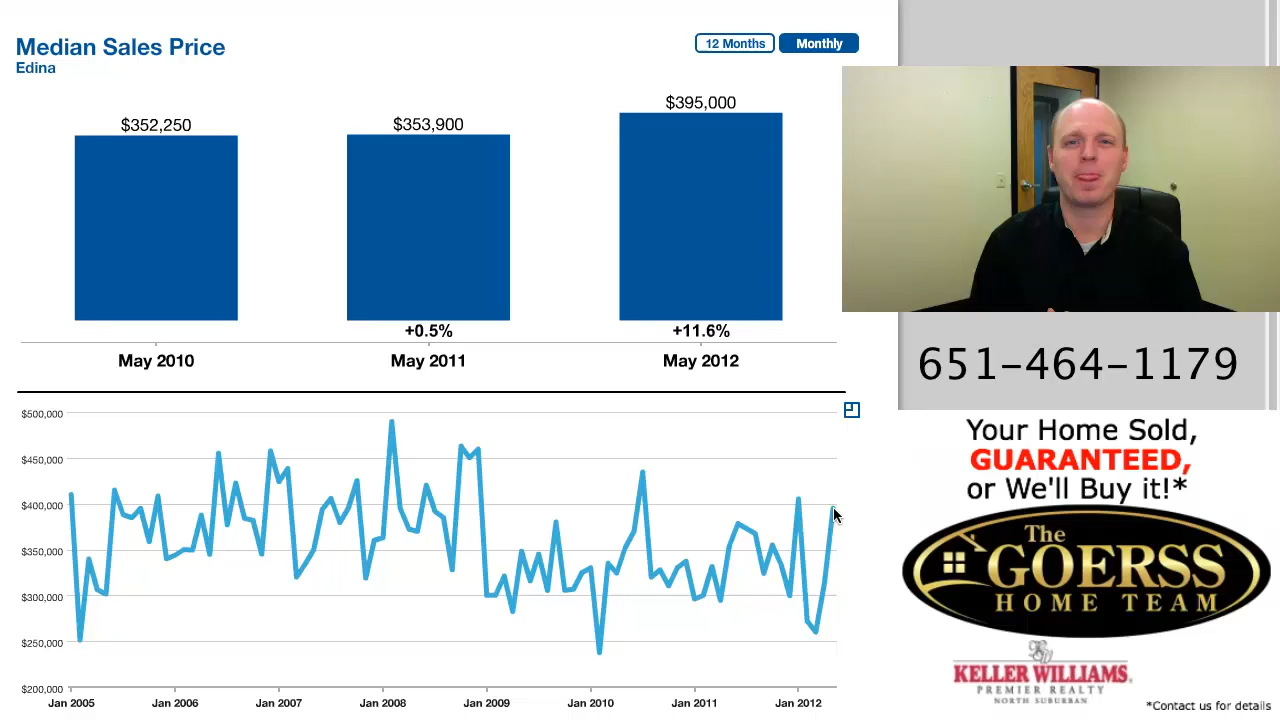 Median Sales Price
Edina
12 Months
Monthly
$352,250
$353,900
$395,000
+0.5%
+11.6%
May 2010
May 2011
May 2012
$500,000
$450,000
$400,000
$350,000
$300,000
$250,000
$200,000
Jan 2005
Jan 2006
Jan 2007
Jan 2008
Jan 2009
Jan 2010
Jan 2011
Jan 2012
651-464-1179
Your Home Sold,
GUARANTEED,
or We'll Buy it!*
The
GOERSS
HOME TEAM
KELLER WILLIAMS.
PREMIER REALTY
NORTH SUBURBAN
*Contact us for details